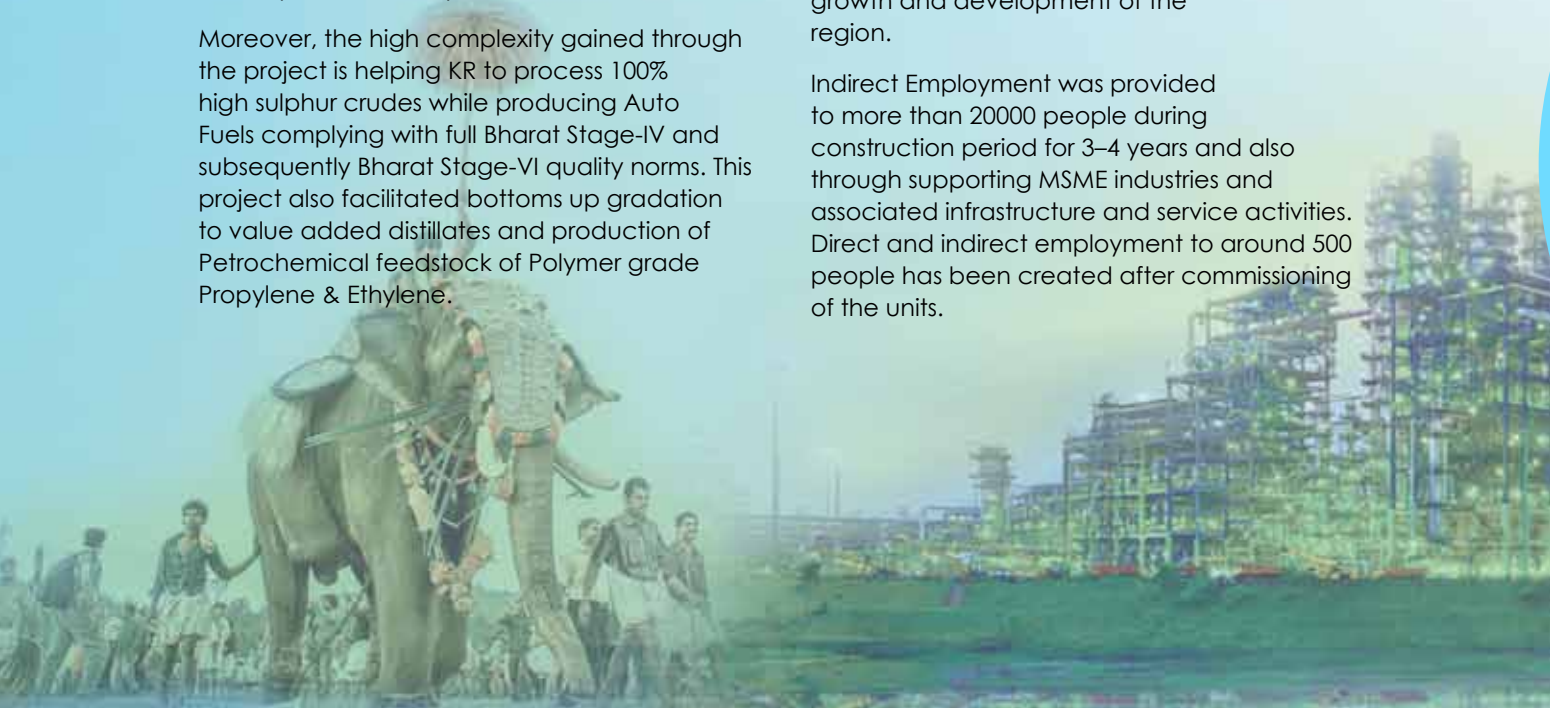 Moreover, the high complexity gained through
the project is helping KR to process 100%
high sulphur crudes while producing Auto
Fuels complying with full Bharat Stage-IV and
subsequently Bharat Stage-VI quality norms. This
project also facilitated bottoms up gradation
to value added distillates and production of
Petrochemical feedstock of Polymer grade
Propylene & Ethylene.
growth and development of the
region.
Indirect Employment was provided
to more than 20000 people during
construction period for 3–4 years and also
through supporting MSME industries and
associated infrastructure and service activities.
Direct and indirect employment to around 500
people has been created after commissioning
of the units.